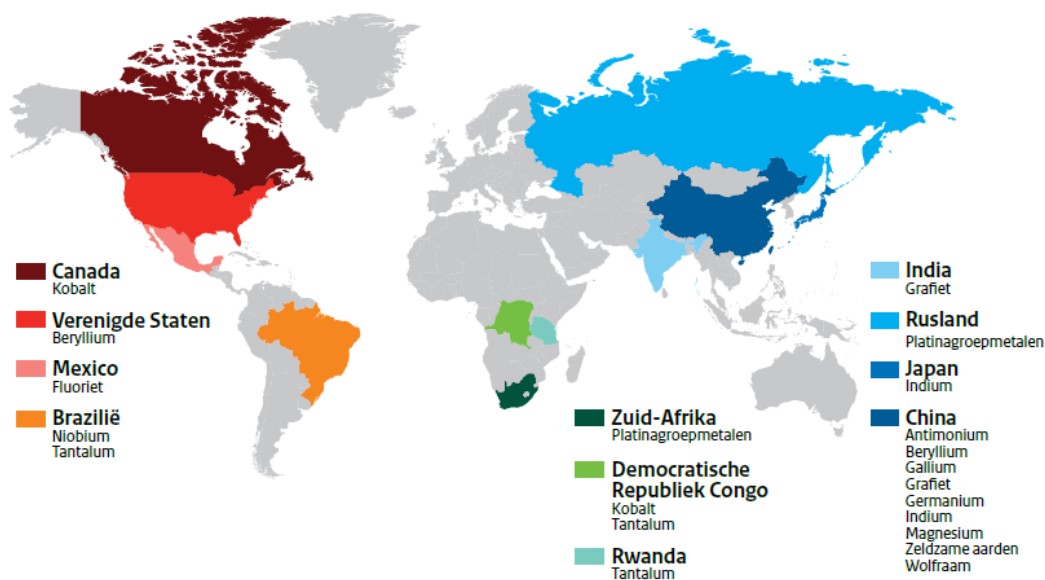 Canada
Kobalt
Verenigde Staten
Beryllium
Mexico
Fluoriet
Brazilië
Niobium
Tantalum
Zuid-Afrika
Platinagroepmetalen
Democratische
Republiek Congo
Kobalt
Tantalum
Rwanda
Tantalum
India
Grafiet
Rusland
Platinagroepmetalen
Japan
Indium
China
Antimonium
Beryllium
Gallium
Grafiet
Germanium
Indium
Magnesium
Zeldzame aarden
Wolfraam